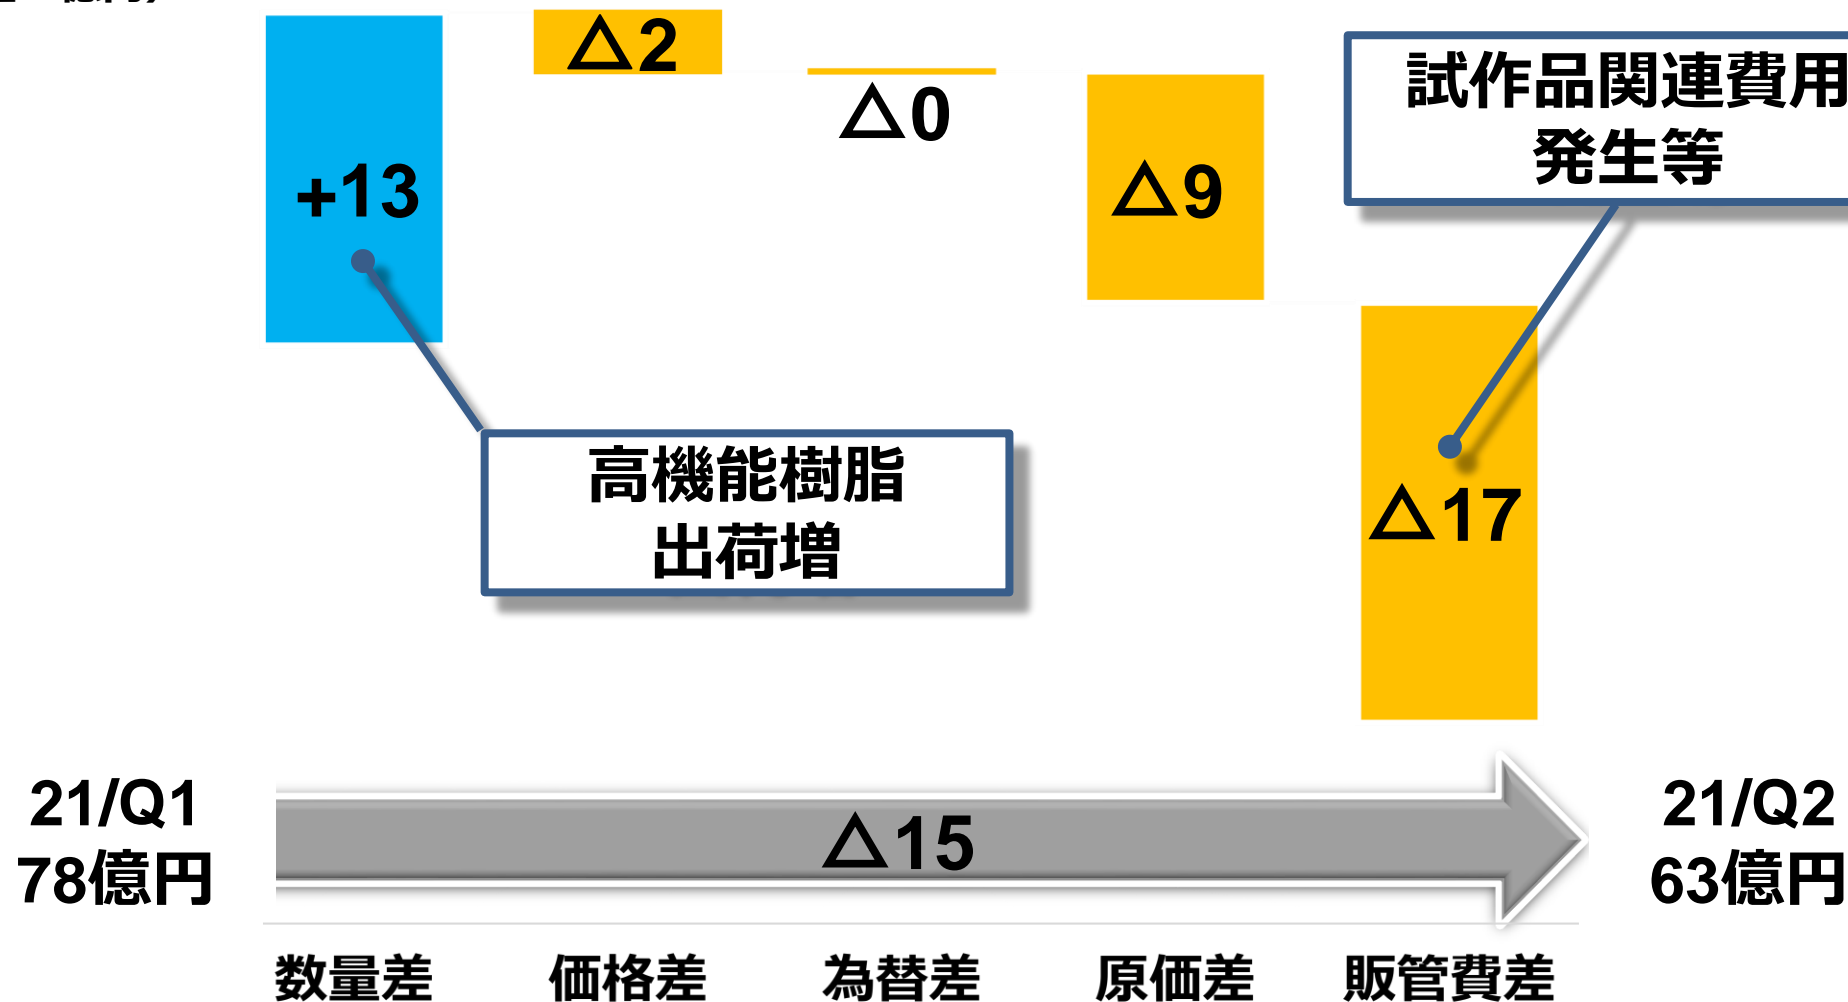 +13
△2
△0
△9
△17
試作品関連費用
発生等
高機能樹脂
出荷増
21/Q1
78億円
△15
21/Q2
63億円
数量差 価格差 為替差 原価差 販管費差